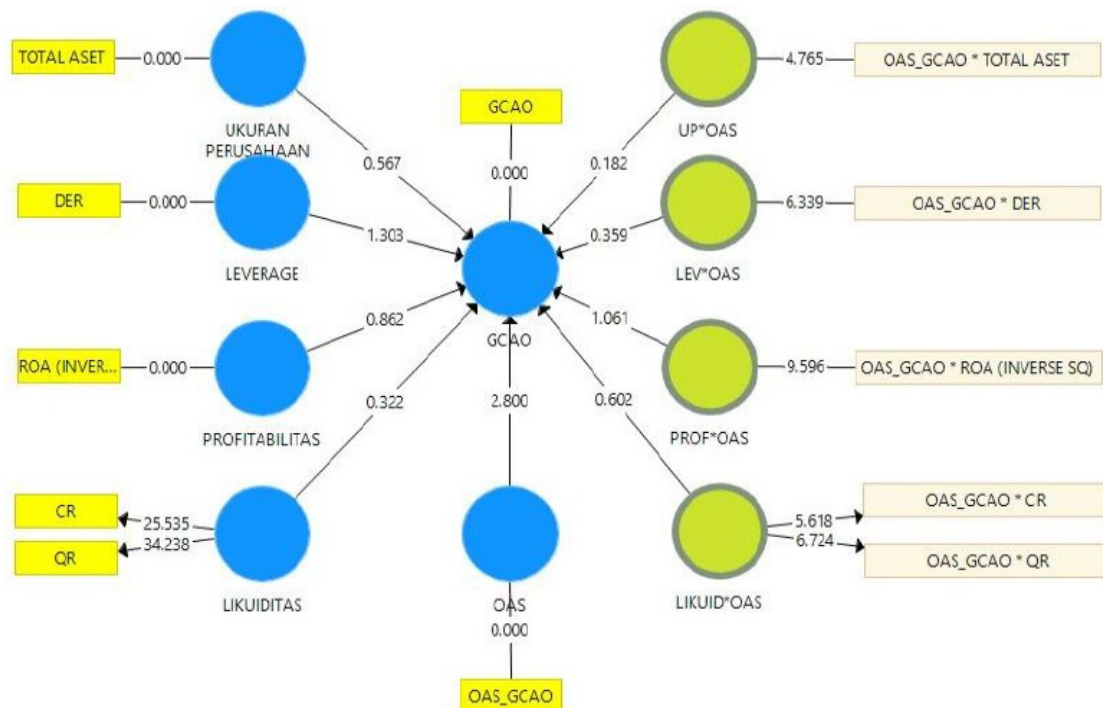 TOTAL ASET
0.000
UKURAN
PERUSAHAAN
0.567
GCAO
0.000
4.765
OAS_GCAO * TOTAL ASET
UP*OAS
0.182
DER
0.000
LEVERAGE
1.303
6.339
OAS_GCAO * DER
LEV*OAS
0.359
GCAO
ROA (INVER...
0.000
PROFITABILITAS
0.862
1.061
9.596
OAS_GCAO * ROA (INVERSE SQ)
PROF*OAS
0.322
2.800
0.602
CR
25.535
QR
34.238
LIKUIDITAS
OAS
0.000
OAS_GCAO
LIKUID*OAS
5.618
OAS_GCAO * CR
6.724
OAS_GCAO * QR